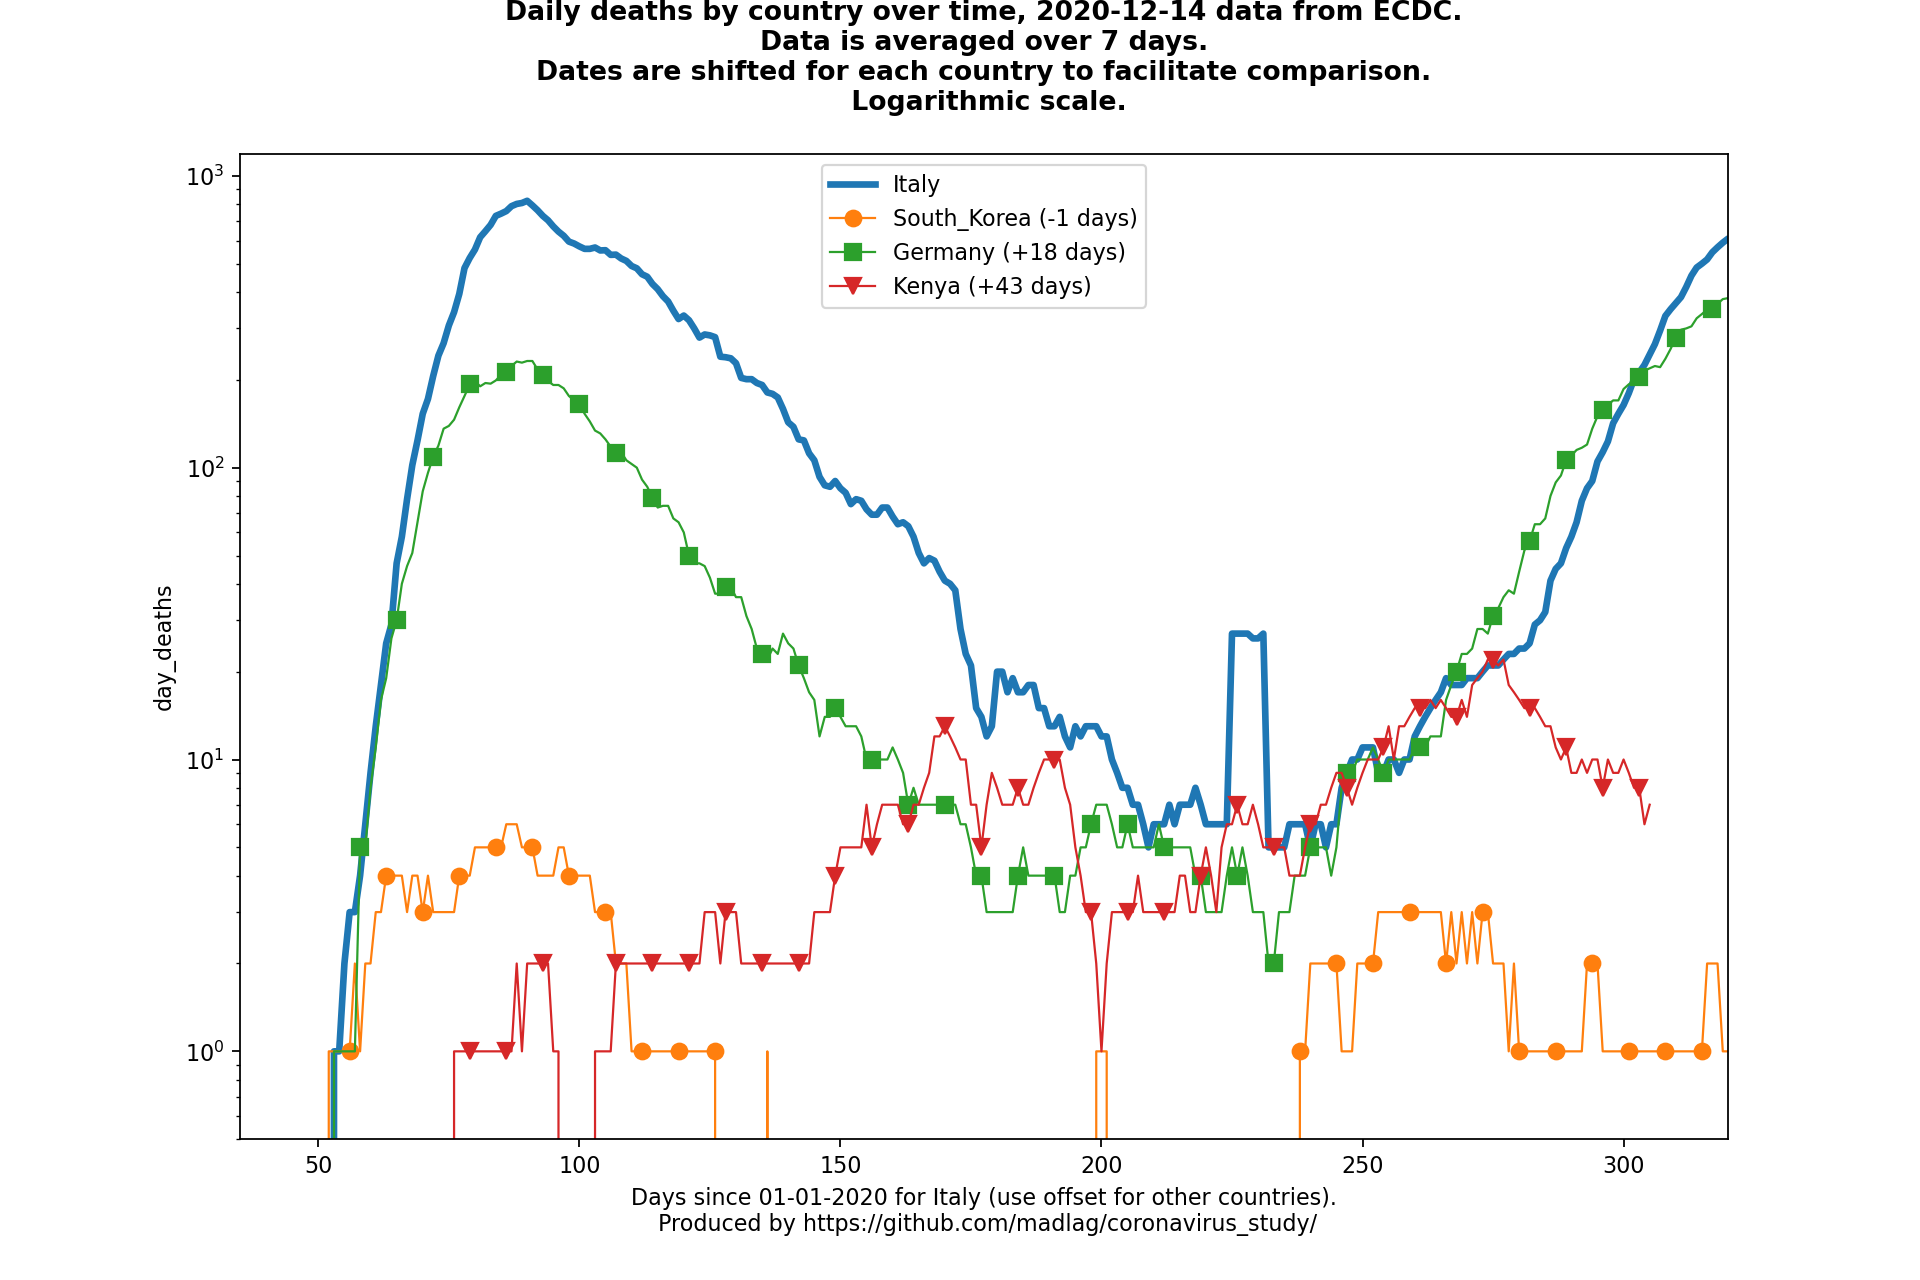 Daily deaths by country over time, 2020-12-14 data from ECDC.
Data is averaged over 7 days.
Dates are shifted for each country to facilitate comparison.
Logarithmic scale.
10³
10²
10¹
10⁰
day_deaths
Italy
South_Korea (-1 days)
Germany (+18 days)
Kenya (+43 days)
50 100 150 200 250 300
Days since 01-01-2020 for Italy (use offset for other countries).
Produced by https://github.com/madlag/coronavirus_study/